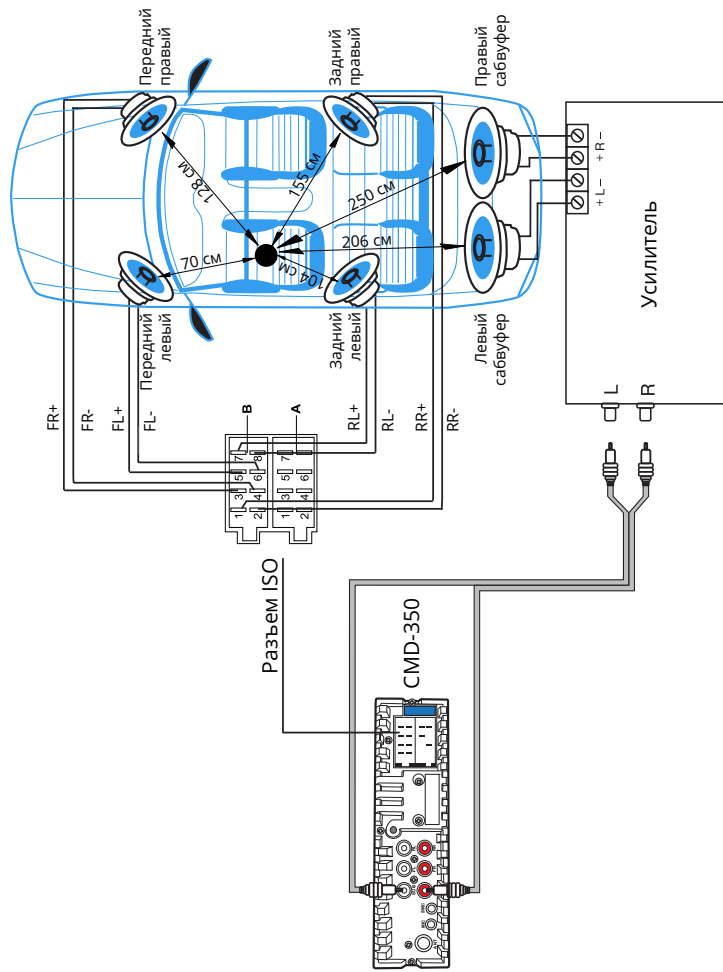 Передний
правый
Задний
правый
Правый
сабвуфер
128 см
155 см
250 см
70 см
104 см
206 см
Передний
левый
Задний
левый
Левый
сабвуфер
+ L –
+ R –
Усилитель
L
R
FR+
FR-
FL+
FL-
RL+
RL-
RR+
RR-
B
A
1 3 5 7
2 4 6 8
1 3 5 7
2 4 6 8
Разъем ISO
CMD-350